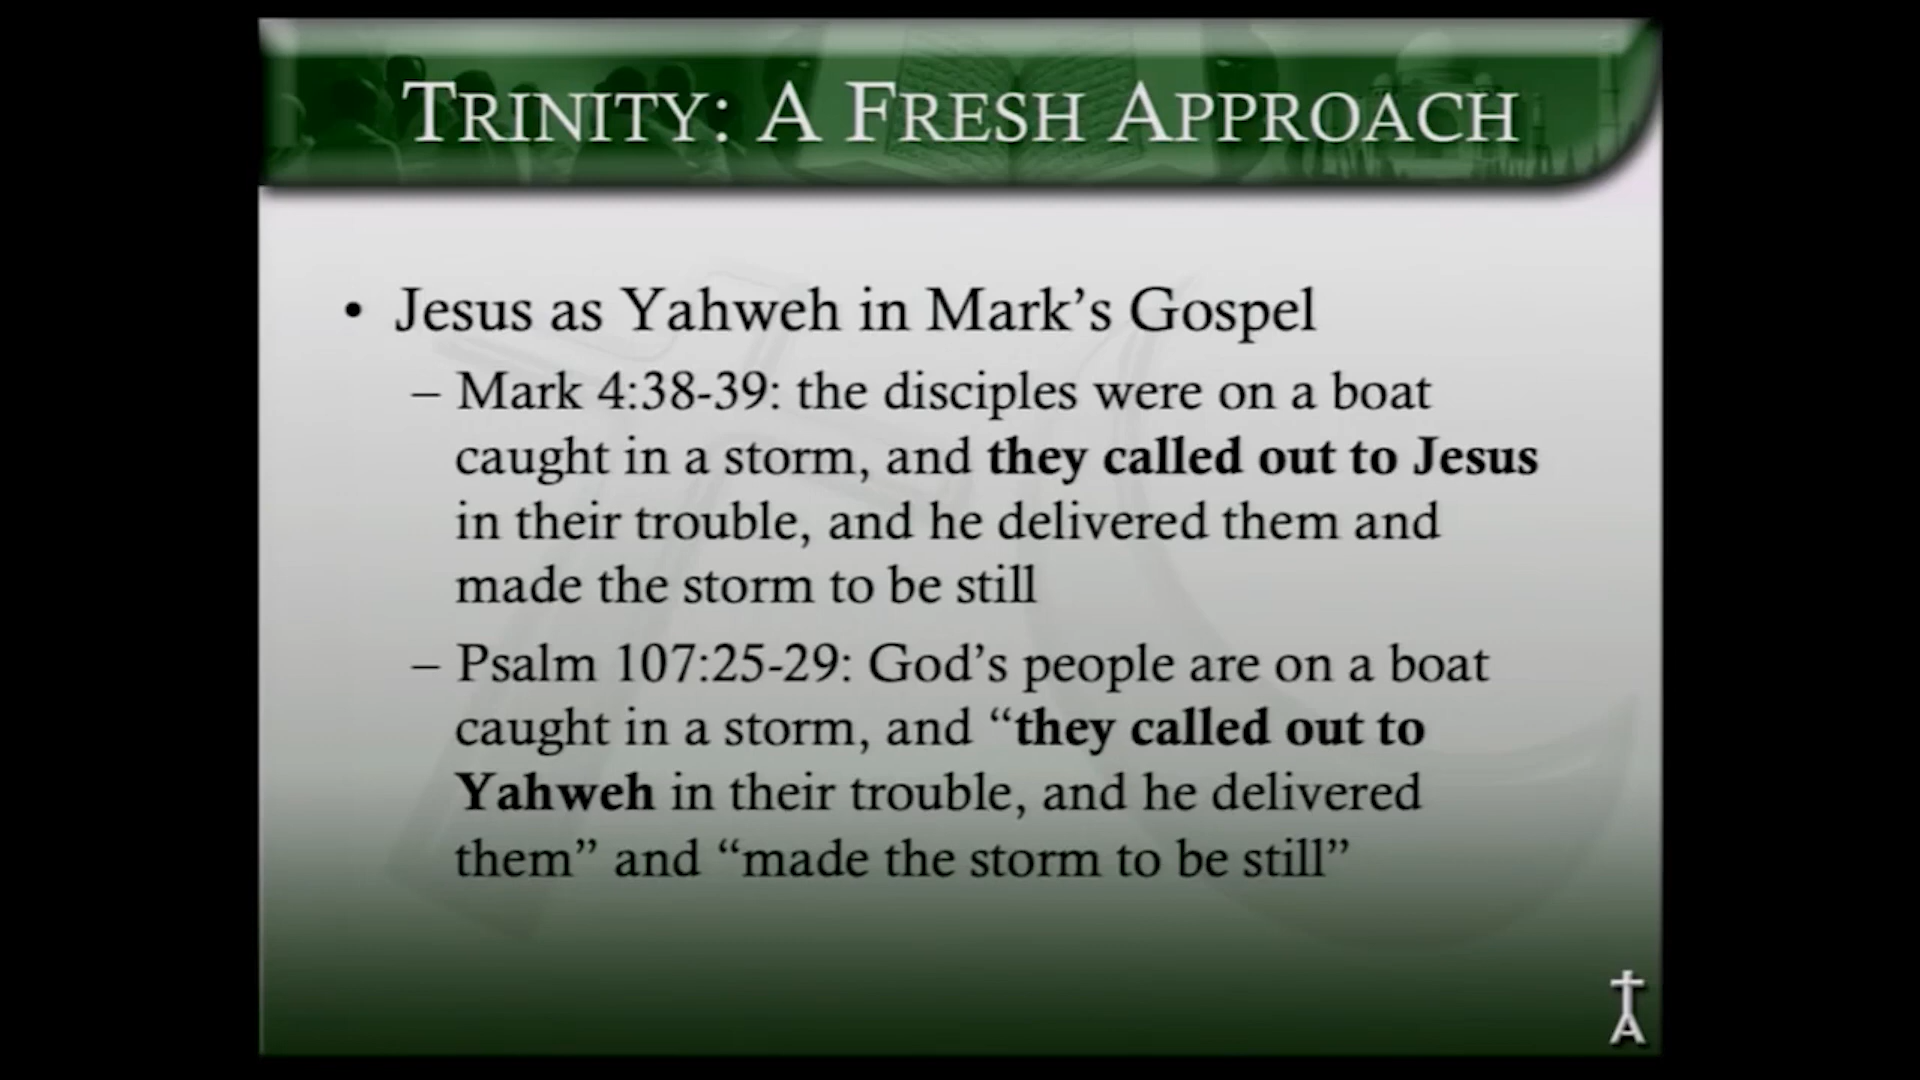 TRINITY: A FRESH APPROACH
• Jesus as Yahweh in Mark’s Gospel
– Mark 4:38-39: the disciples were on a boat
caught in a storm, and they called out to Jesus
in their trouble, and he delivered them and
made the storm to be still
– Psalm 107:25-29: God’s people are on a boat
caught in a storm, and “they called out to
Yahweh in their trouble, and he delivered
them” and “made the storm to be still”